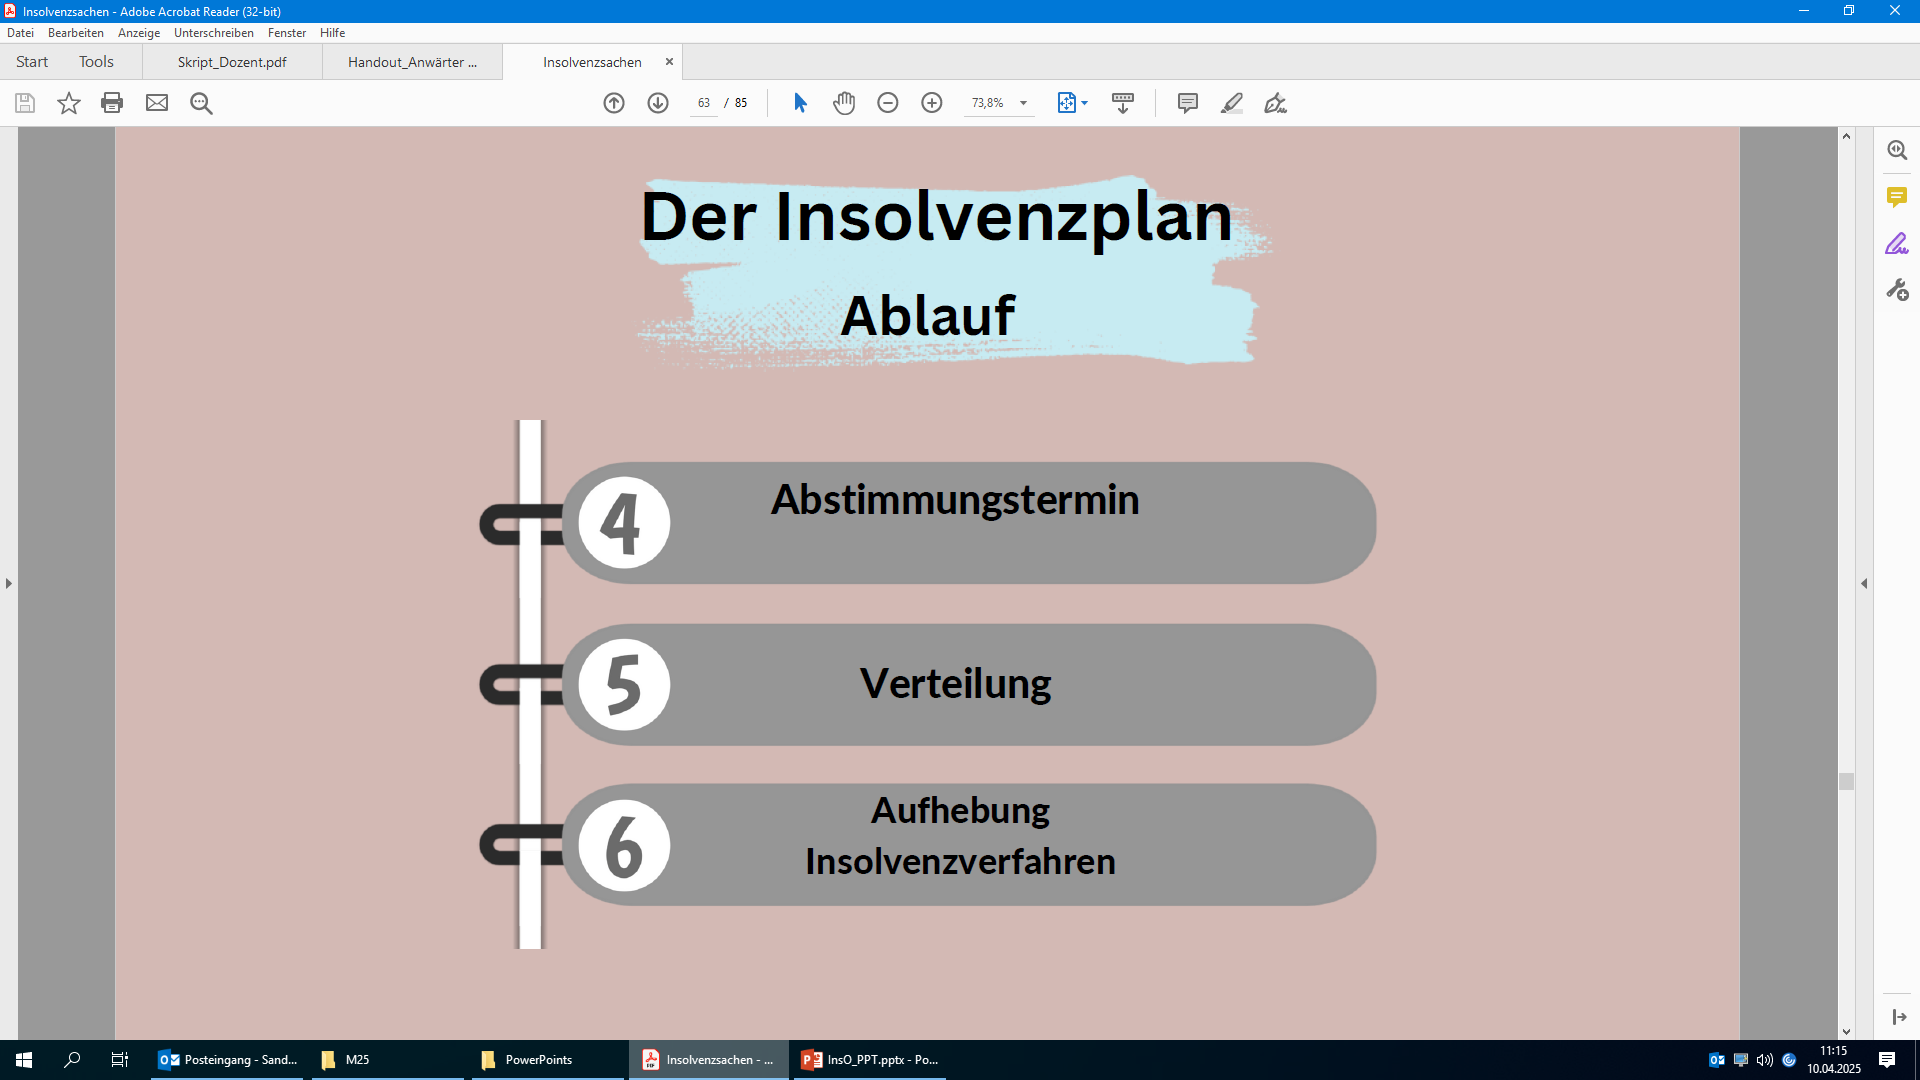 Insolvenzsachen - Adobe Acrobat Reader (32-bit)
Datei Bearbeiten Anzeige Unterschreiben Fenster Hilfe
Start Tools Skript_Dozent.pdf Handout_Anwärter ... Insolvenzsachen
63 / 85 73,8%
Der Insolvenzplan
Ablauf
4 Abstimmungstermin
5 Verteilung
6 Aufhebung
Insolvenzverfahren
Posteingang - Sand... M25 PowerPoints Insolvenzsachen - ... InsO_PPT.pptx - Po...
11:15
10.04.2025